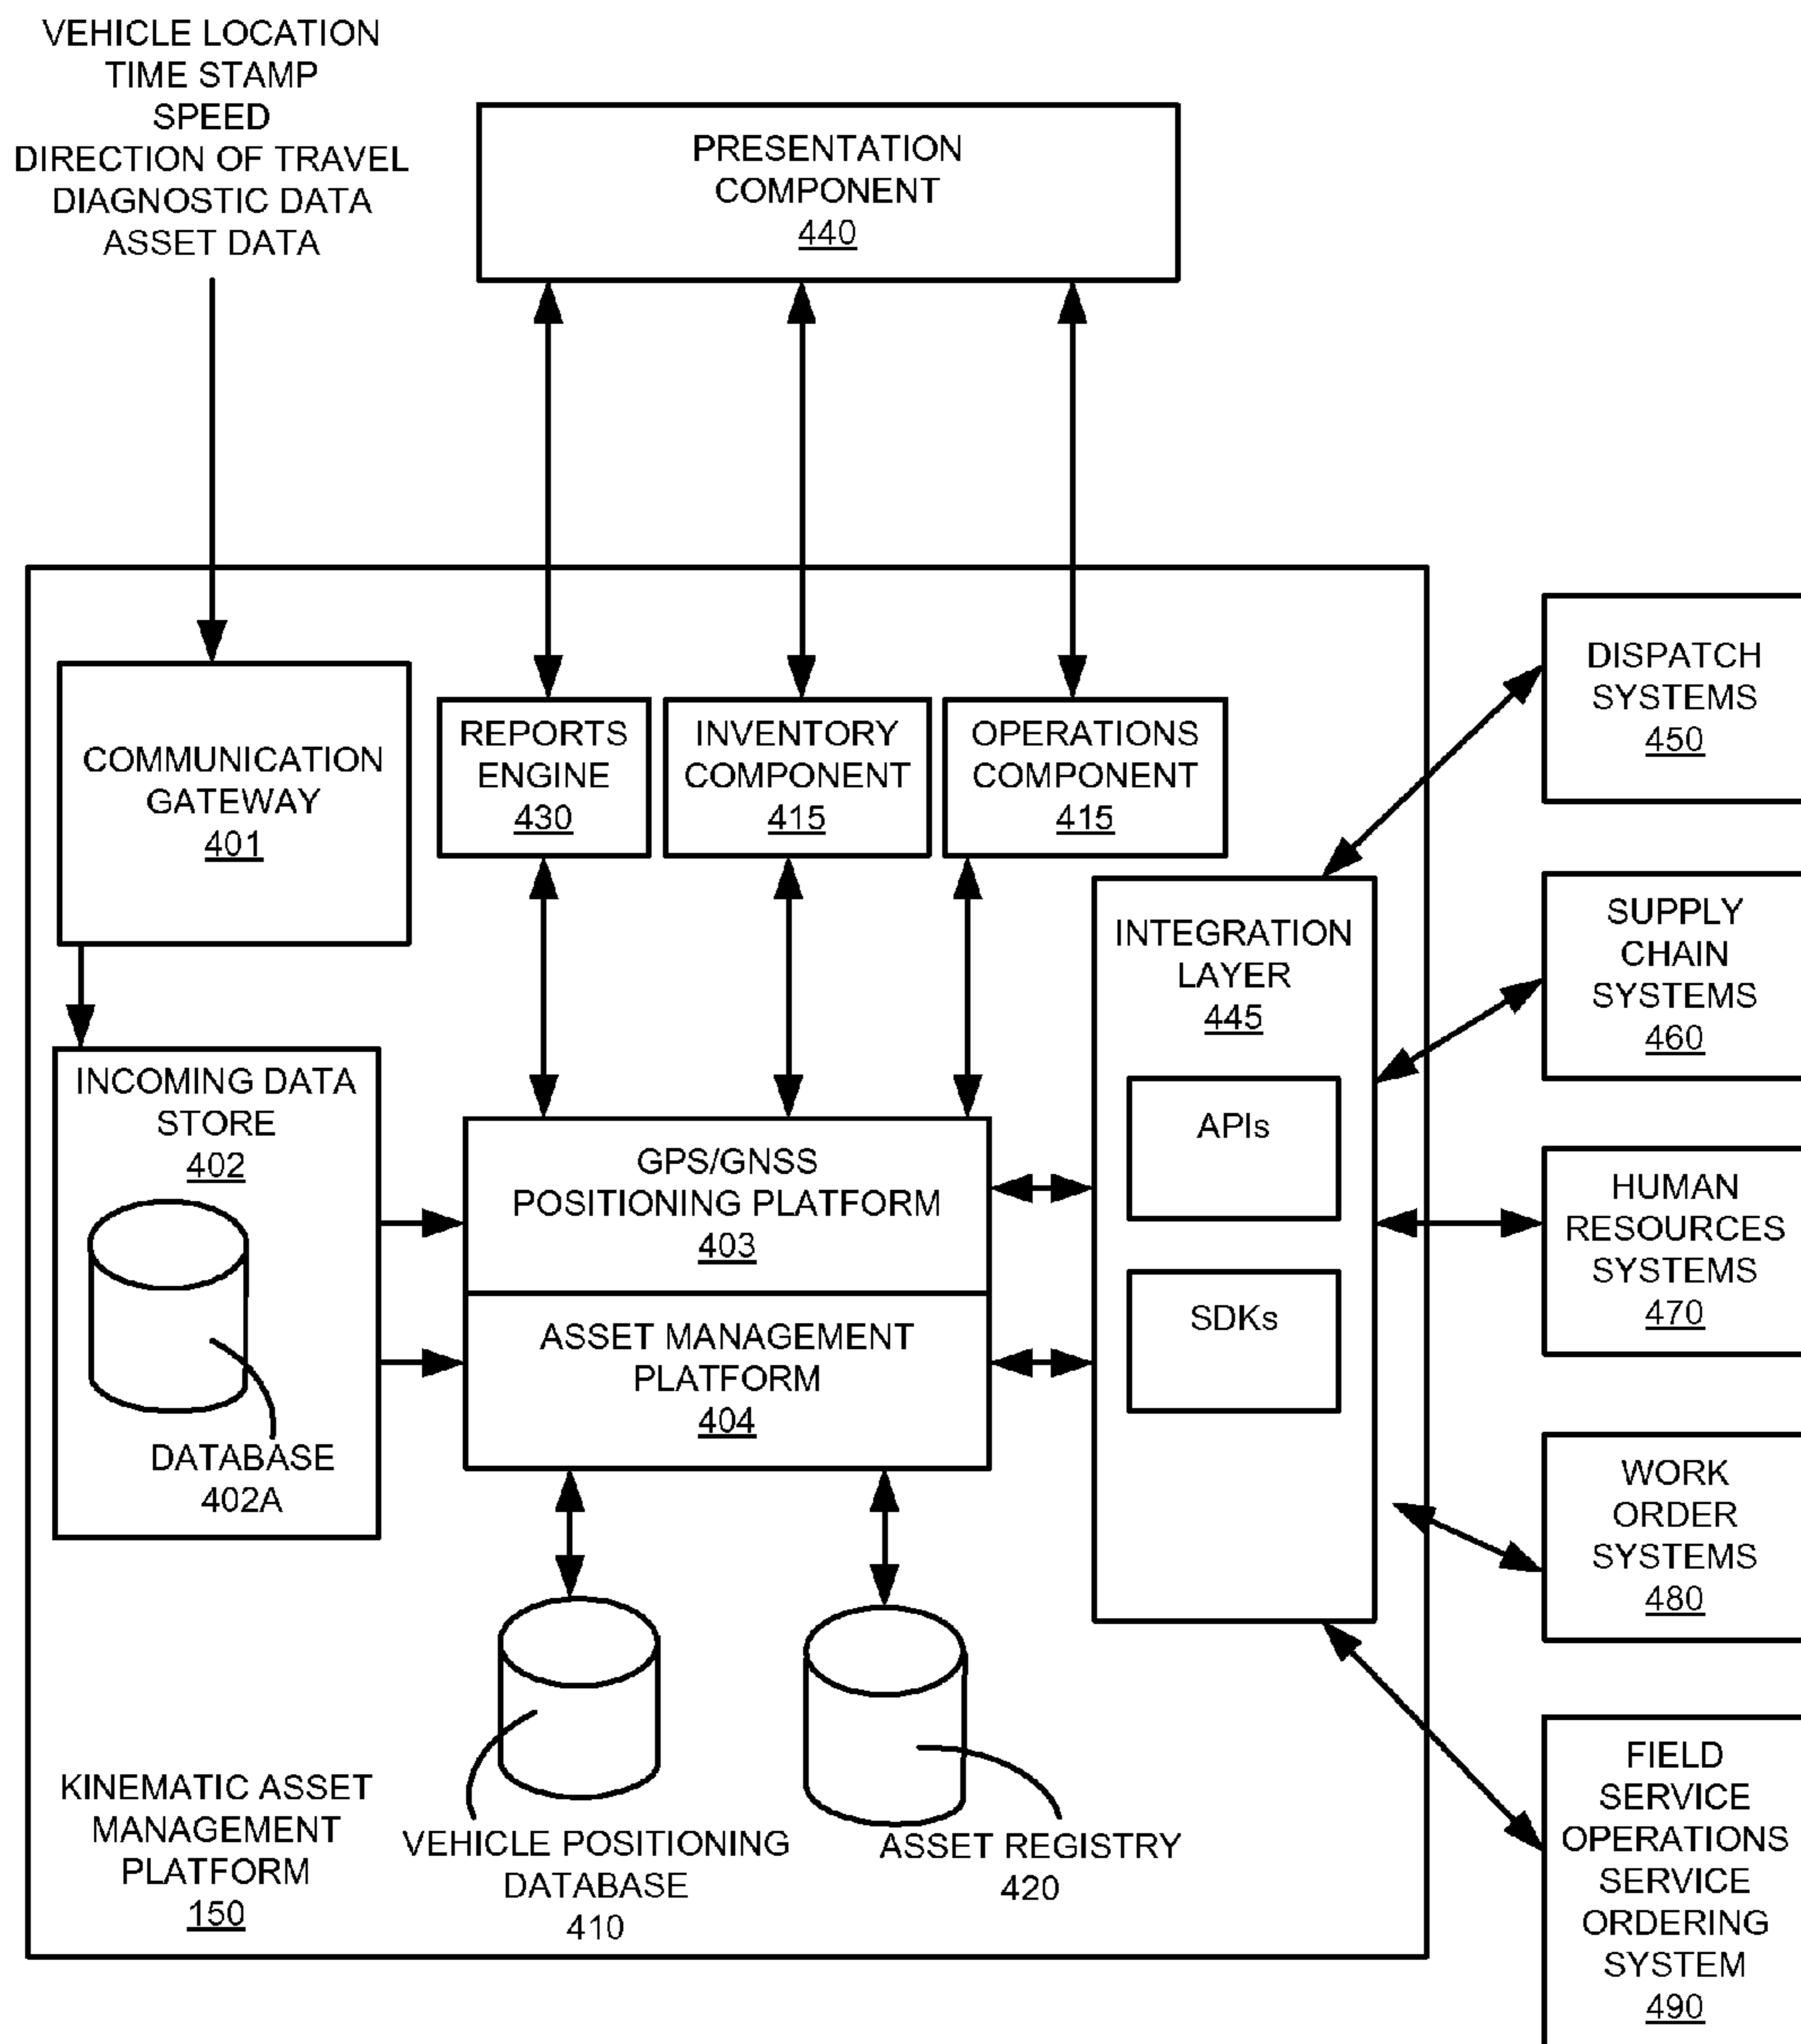 VEHICLE LOCATION
TIME STAMP
SPEED
DIRECTION OF TRAVEL
DIAGNOSTIC DATA
ASSET DATA
PRESENTATION
COMPONENT
440
COMMUNICATION
GATEWAY
401
REPORTS
ENGINE
430
INVENTORY
COMPONENT
415
OPERATIONS
COMPONENT
415
INCOMING DATA
STORE
402
DATABASE
402A
GPS/GNSS
POSITIONING PLATFORM
403
ASSET MANAGEMENT
PLATFORM
404
INTEGRATION
LAYER
445
APIs
SDKs
DISPATCH
SYSTEMS
450
SUPPLY
CHAIN
SYSTEMS
460
HUMAN
RESOURCES
SYSTEMS
470
WORK
ORDER
SYSTEMS
480
FIELD
SERVICE
OPERATIONS
SERVICE
ORDERING
SYSTEM
490
KINEMATIC ASSET
MANAGEMENT
PLATFORM
150
VEHICLE POSITIONING
DATABASE
410
ASSET REGISTRY
420